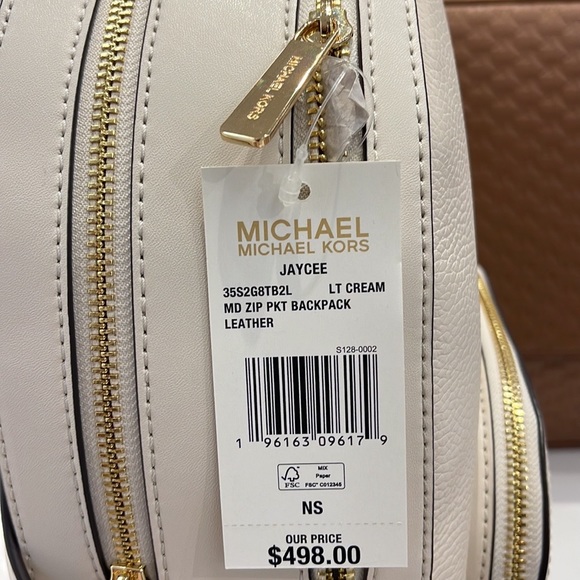 MICHAEL KORS
MICHAEL
MICHAEL KORS
JAYCEE
35S2G8TB2L LT CREAM
MD ZIP PKT BACKPACK
LEATHER
S128-0002
1 96163 09617 9
FSC
MIX
Paper
FSC® C012345
NS
OUR PRICE
$498.00